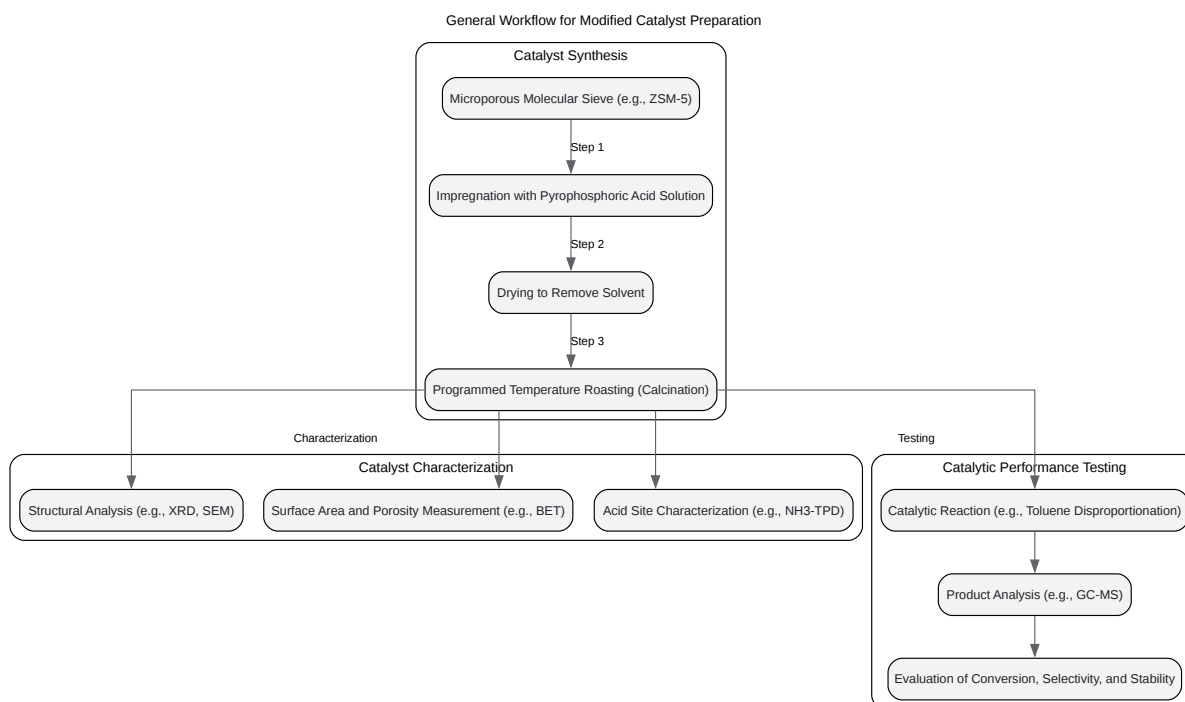 General Workflow for Modified Catalyst Preparation
Catalyst Synthesis
Microporous Molecular Sieve (e.g., ZSM-5)
Step 1
Impregnation with Pyrophosphoric Acid Solution
Step 2
Drying to Remove Solvent
Step 3
Programmed Temperature Roasting (Calcination)
Characterization
Testing
Catalyst Characterization
Catalytic Performance Testing
Structural Analysis (e.g., XRD, SEM)
Surface Area and Porosity Measurement (e.g., BET)
Acid Site Characterization (e.g., NH3-TPD)
Catalytic Reaction (e.g., Toluene Disproportionation)
Product Analysis (e.g., GC-MS)
Evaluation of Conversion, Selectivity, and Stability